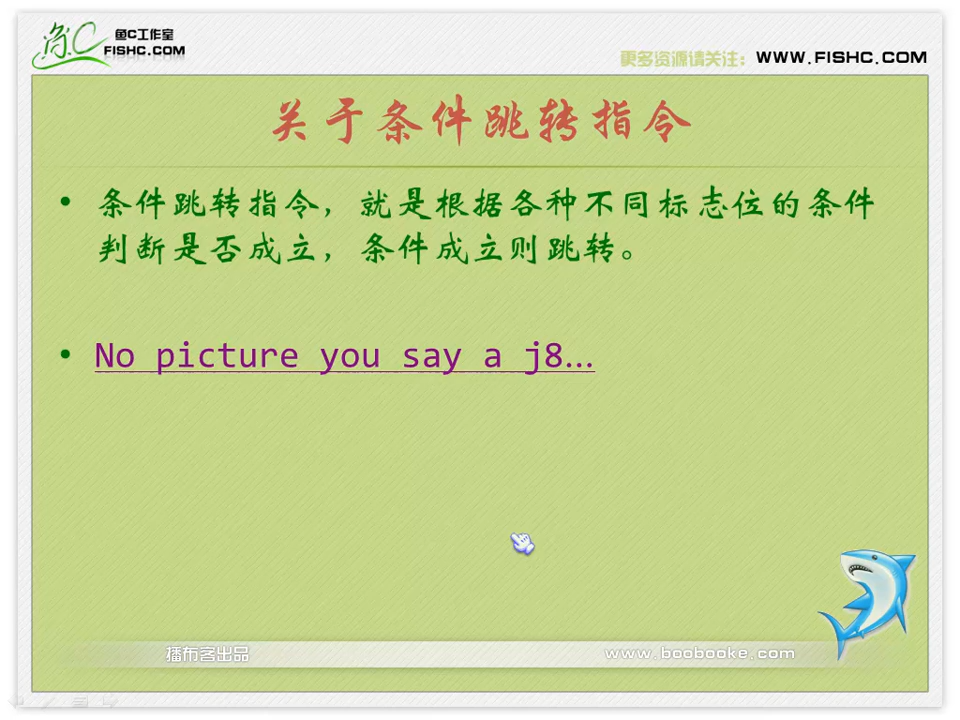 鱼C工作室
FISHC.COM
更多资源请关注：WWW.FISHC.COM
关于条件跳转指令
• 条件跳转指令，就是根据各种不同标志位的条件
判断是否成立，条件成立则跳转。
• No picture you say a j8…
播布客出品
www.boobooke.com